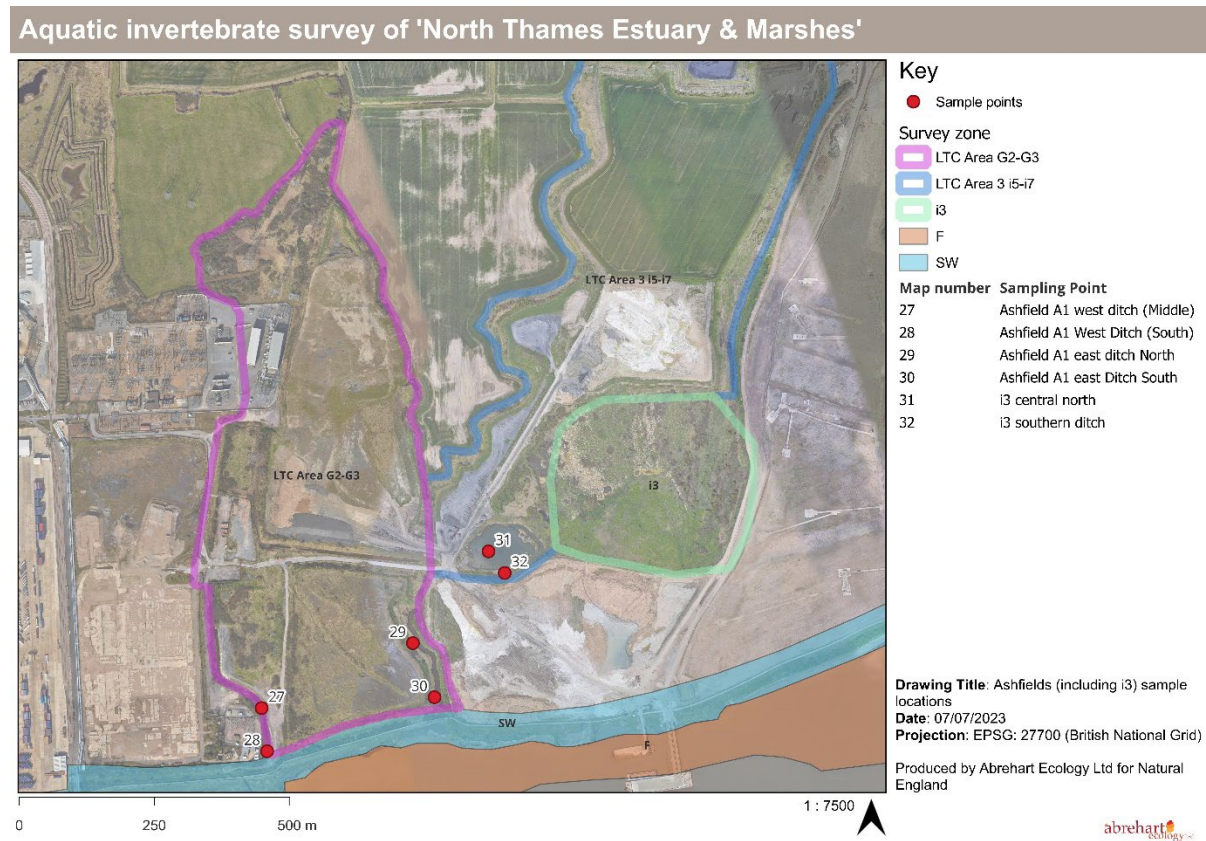 Aquatic invertebrate survey of 'North Thames Estuary & Marshes'
LTC Area 3 i5-i7
LTC Area G2-G3
i3
31
32
29
30
27
28
SW
F
0
250
500 m
1 : 7500
Key
Sample points
Survey zone
LTC Area G2-G3
LTC Area 3 i5-i7
i3
F
SW
Map number Sampling Point
27 Ashfield A1 west ditch (Middle)
28 Ashfield A1 West Ditch (South)
29 Ashfield A1 east ditch North
30 Ashfield A1 east Ditch South
31 i3 central north
32 i3 southern ditch
Drawing Title: Ashfields (including i3) sample
locations
Date: 07/07/2023
Projection: EPSG: 27700 (British National Grid)
Produced by Abrehart Ecology Ltd for Natural
England
abrehart
ecology